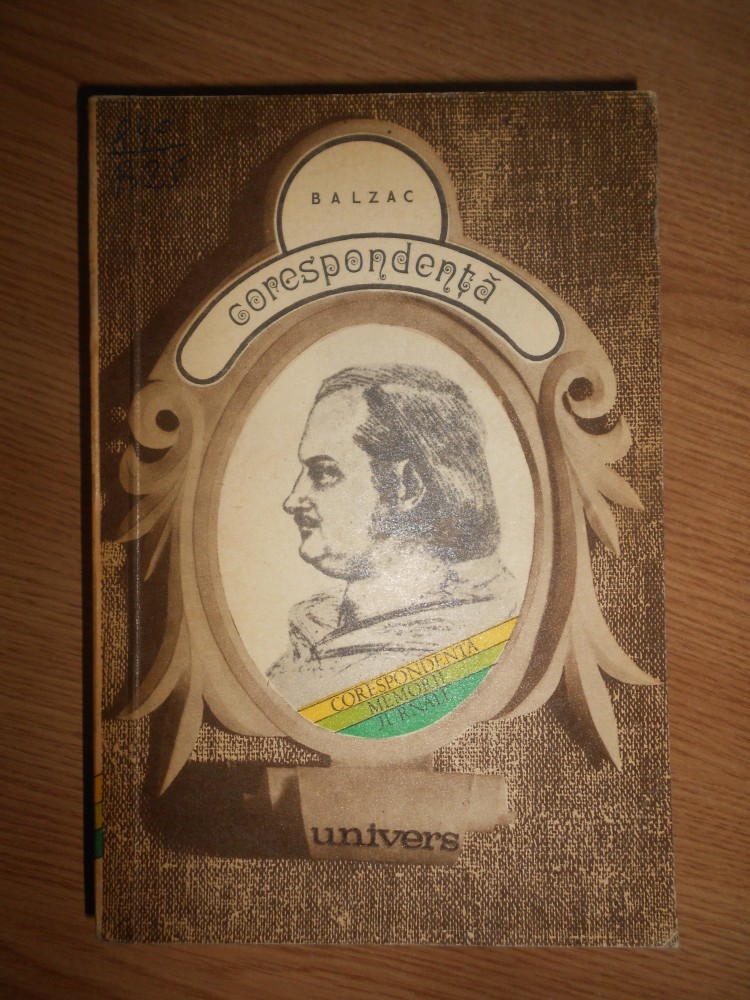 BALZAC
corespondență
CORESPONDENȚĂ
MEMORII
JURNALE
univers